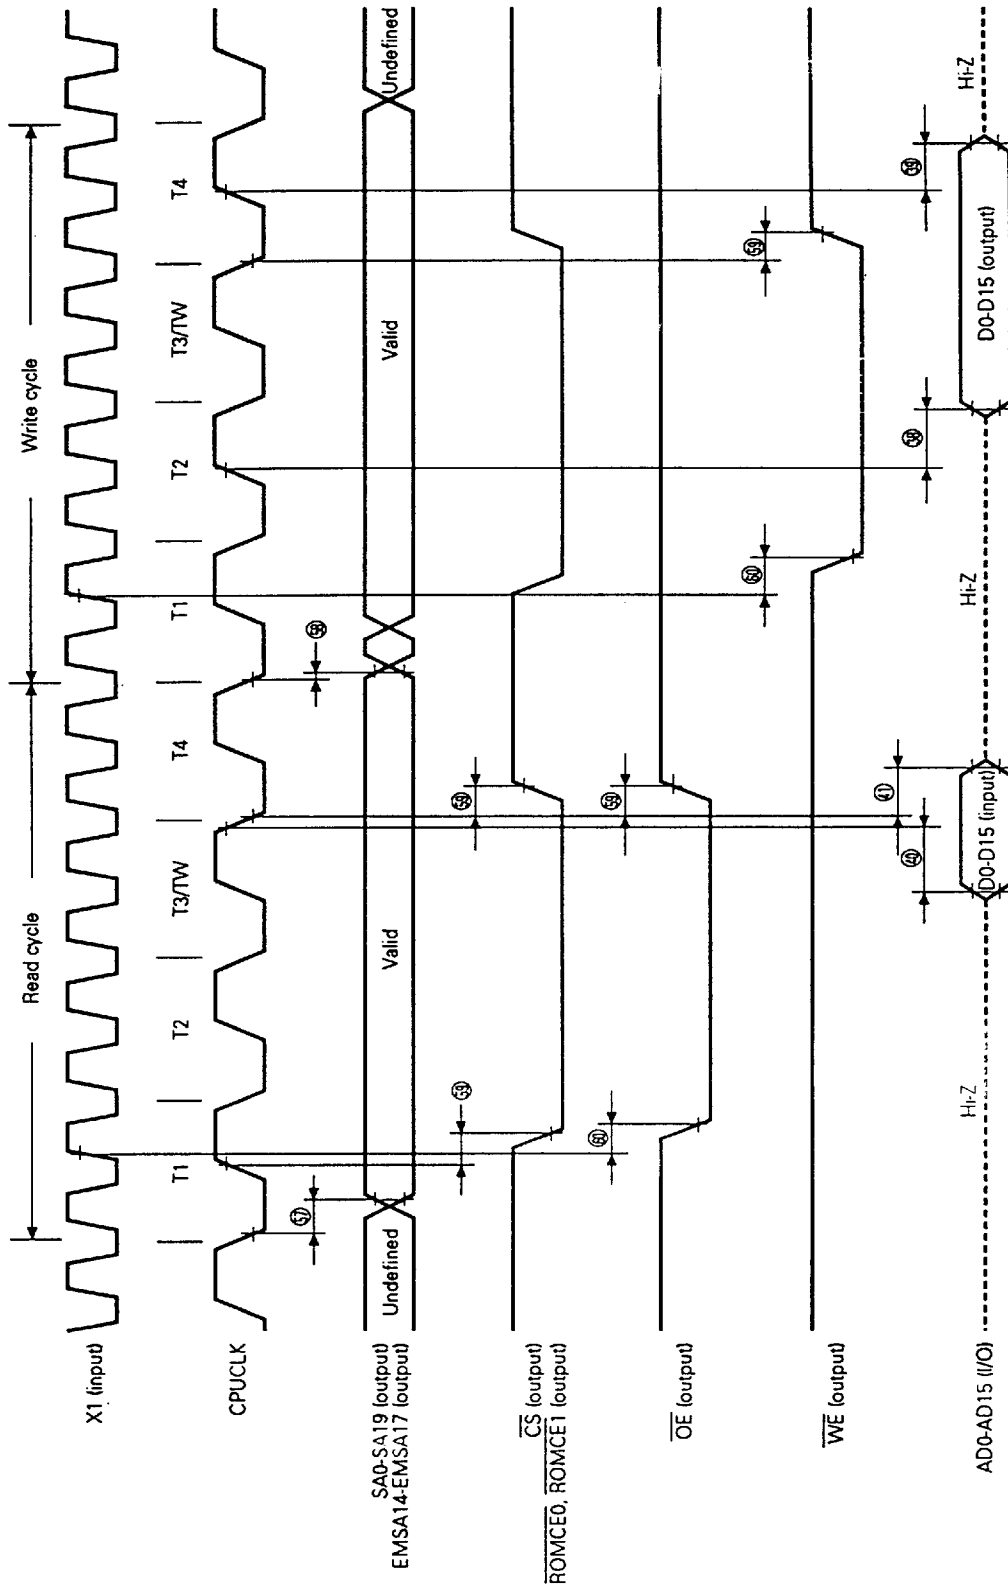 Read cycle
Write cycle
X1 (input)
T1
T2
T3/TW
T4
T1
T2
T3/TW
T4
CPUCLK
57
58
SA0-SA19 (output)
EMSA14-EMSA17 (output)
Undefined
Valid
Valid
Undefined
59
59
CS (output)
ROMCE0, ROMCE1 (output)
60
59
OE (output)
60
59
WE (output)
40
41
38
39
AD0-AD15 (I/O)
Hi-Z
D0-D15 (input)
Hi-Z
D0-D15 (output)
Hi-Z